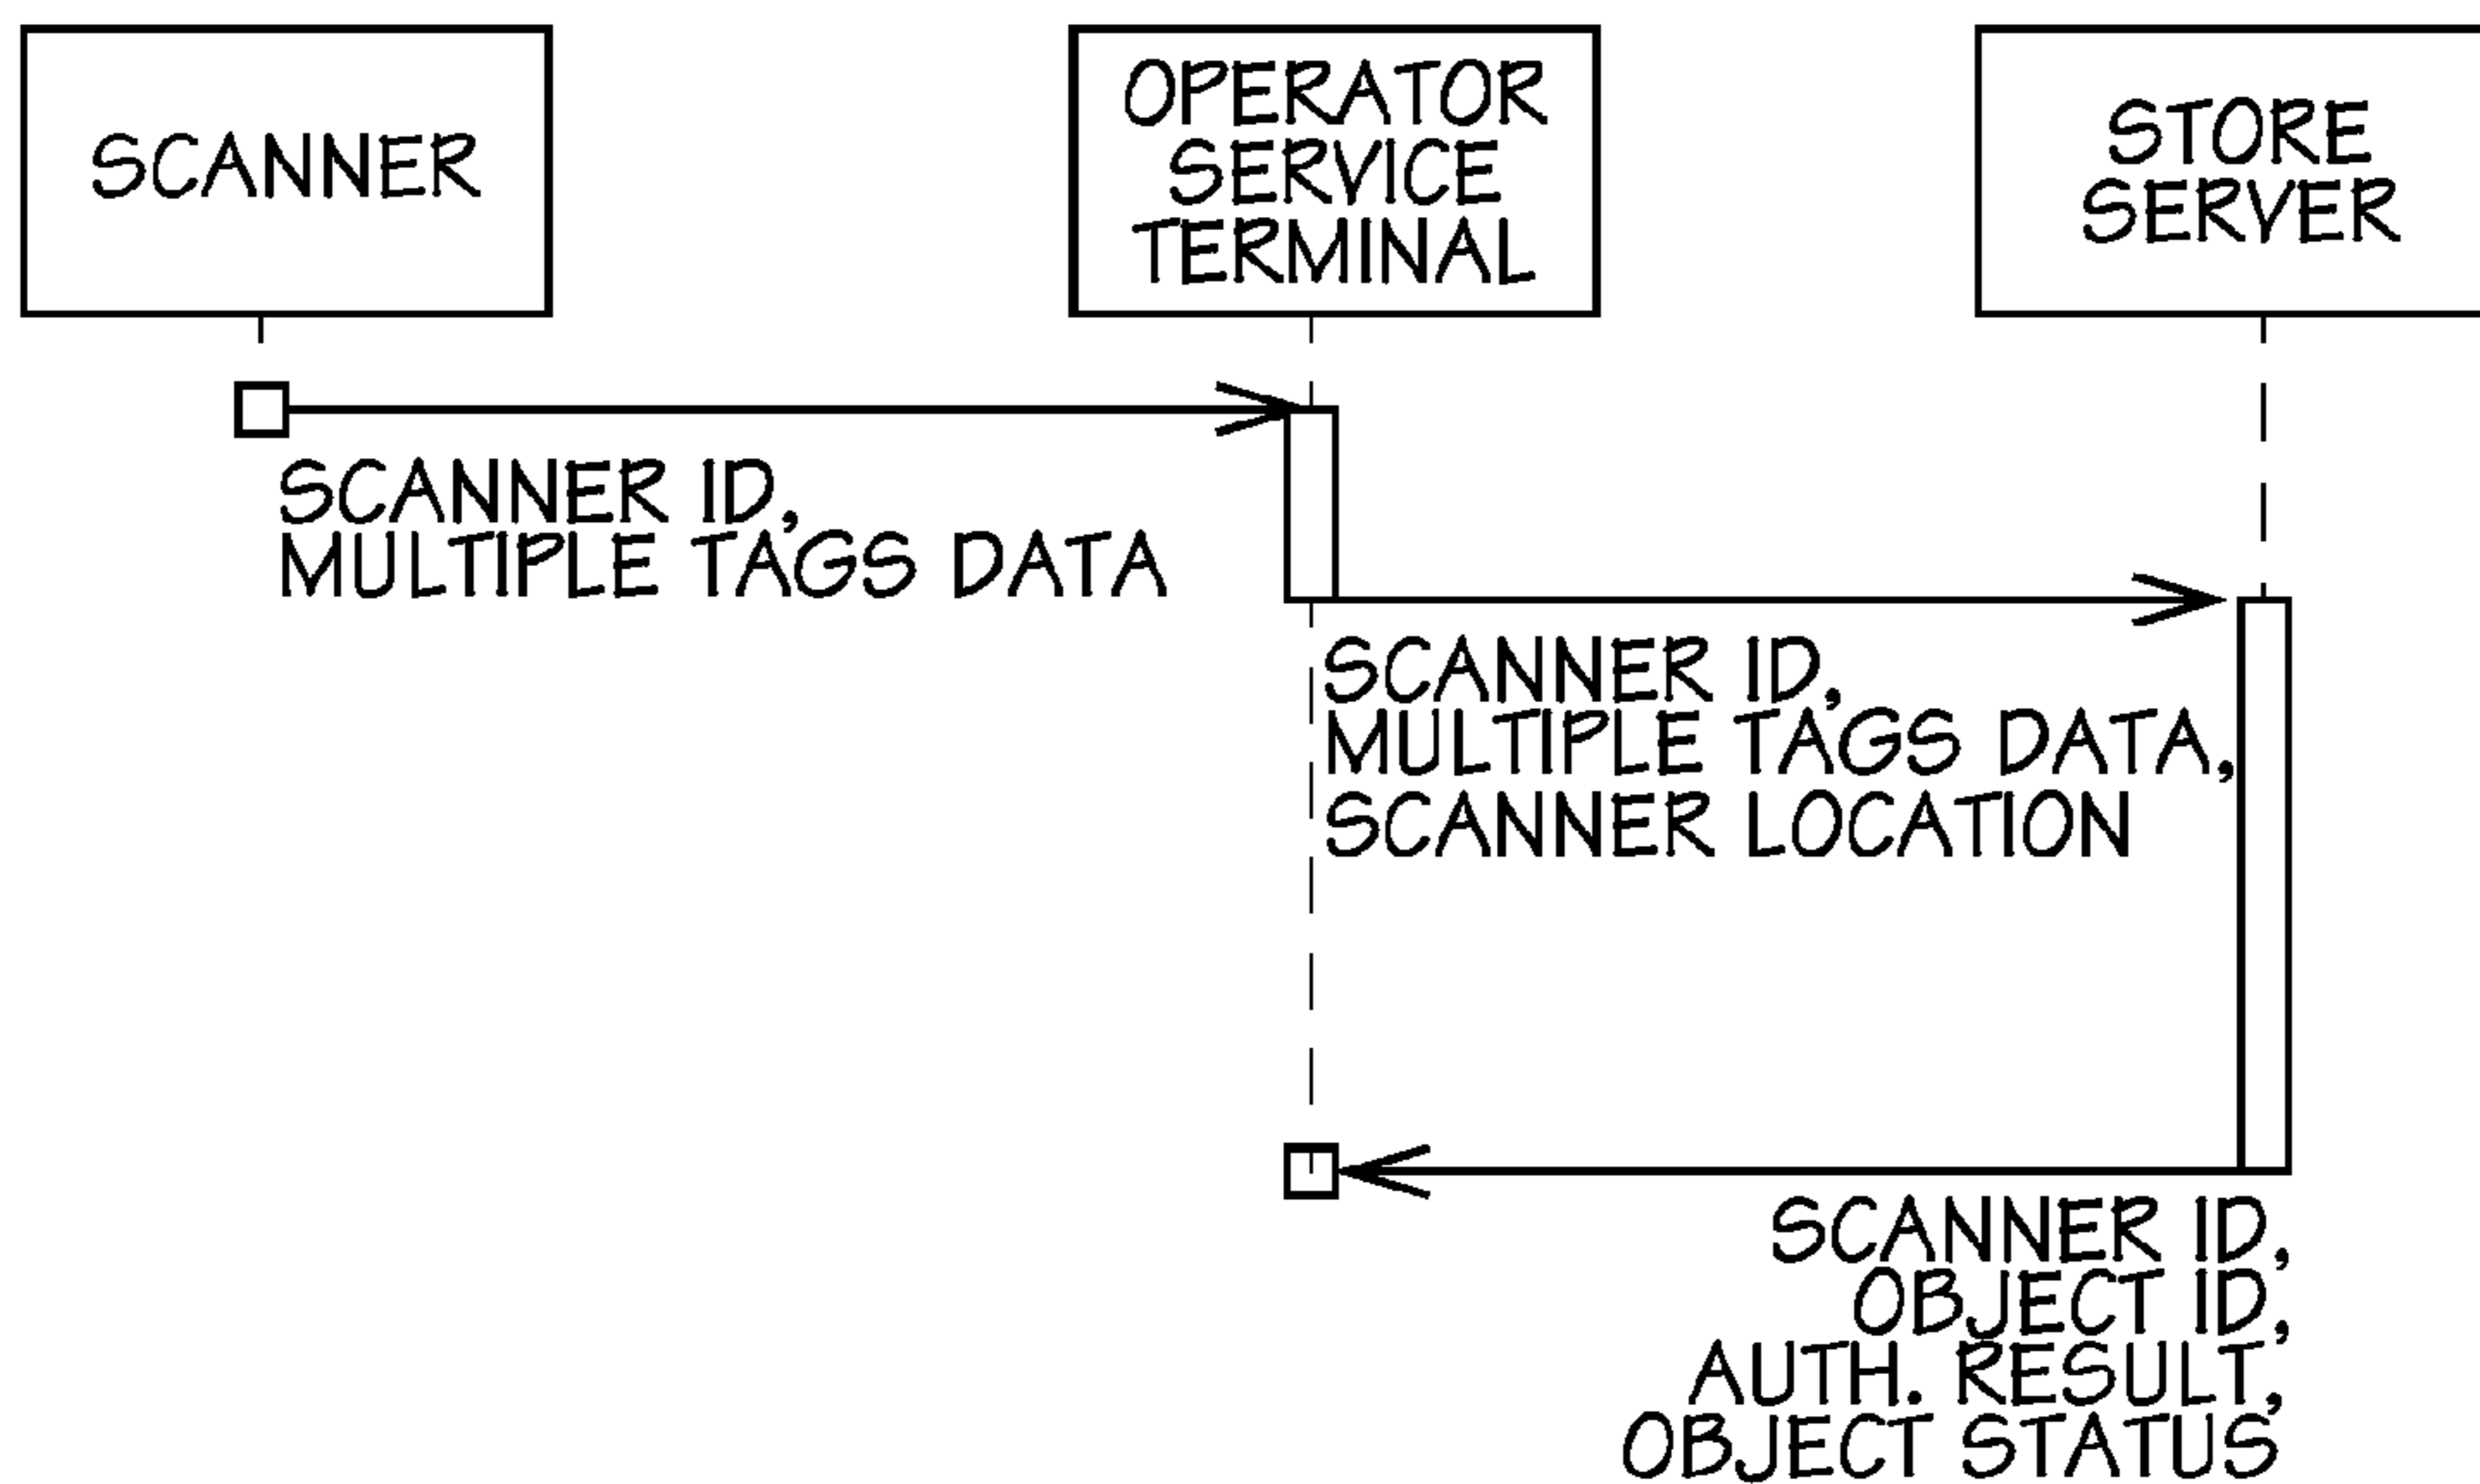 SCANNER
OPERATOR
SERVICE
TERMINAL
STORE
SERVER
SCANNER ID,
MULTIPLE TAGS DATA
SCANNER ID,
MULTIPLE TAGS DATA,
SCANNER LOCATION
SCANNER ID,
OBJECT ID,
AUTH. RESULT,
OBJECT STATUS